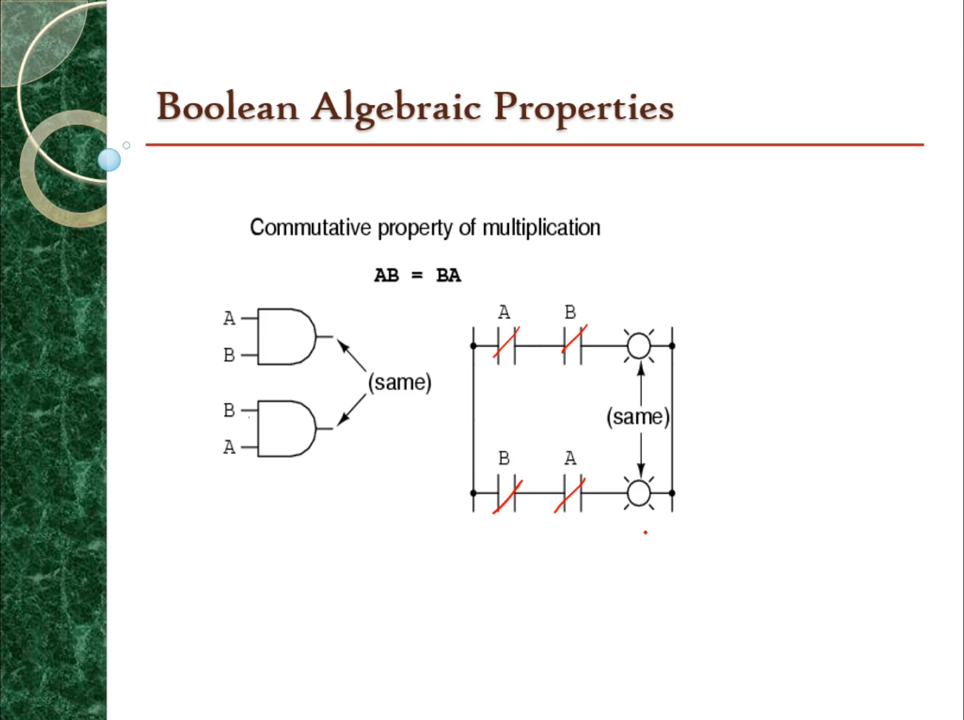 Boolean Algebraic Properties
Commutative property of multiplication
AB = BA
A
B
(same)
B
A
A B
(same)
B A